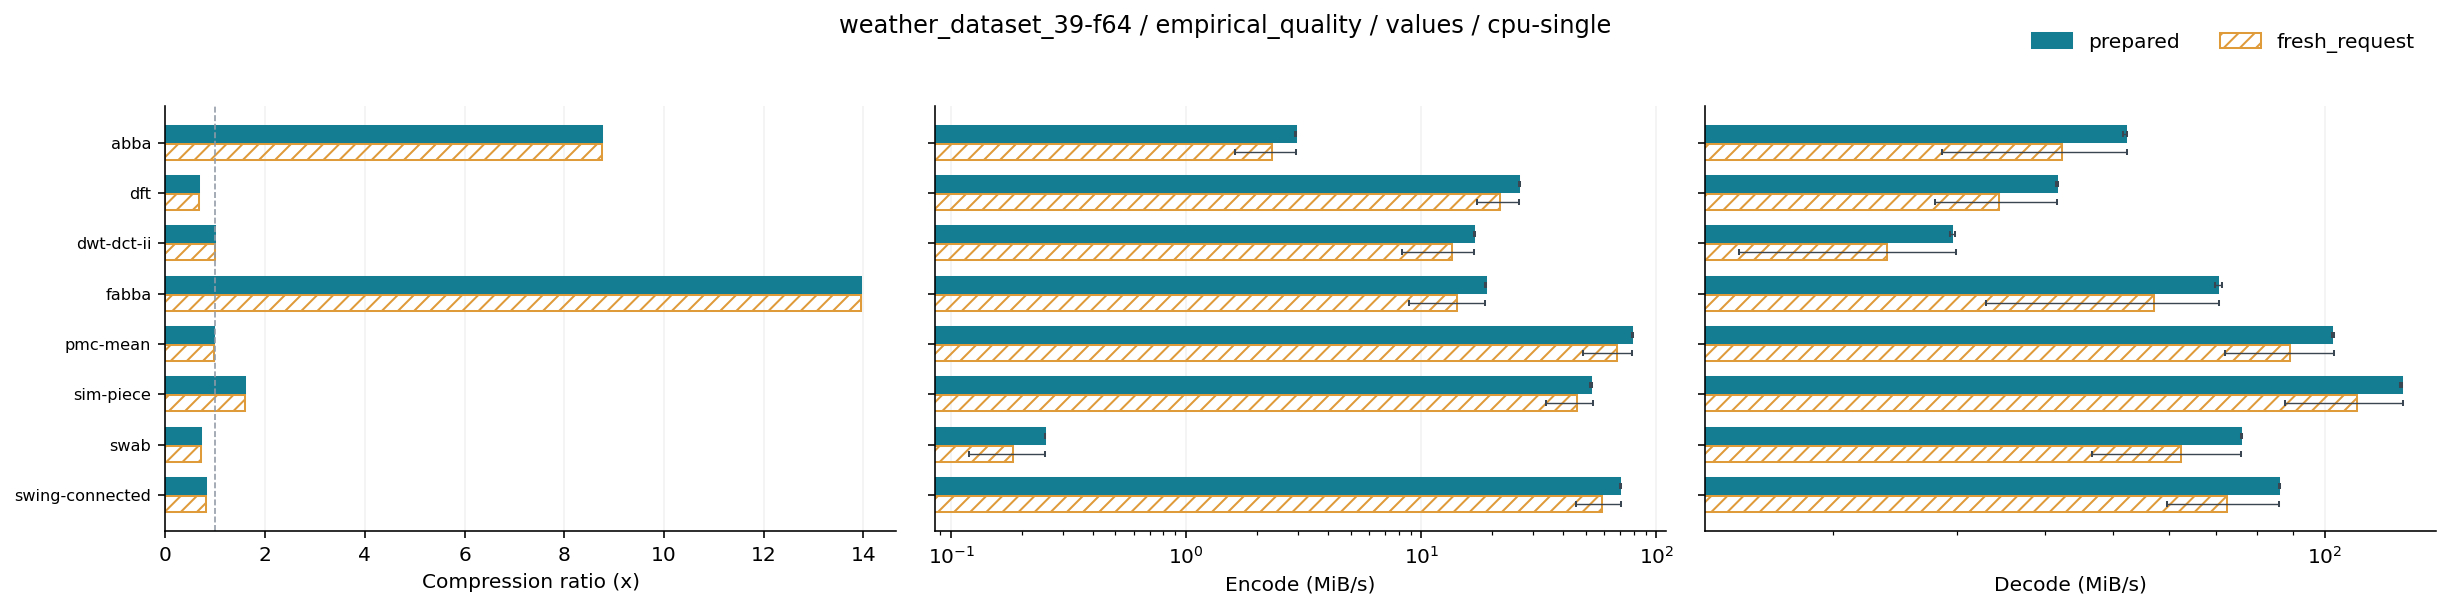 weather_dataset_39-f64 / empirical_quality / values / cpu-single
prepared
fresh_request
abba
dft
dwt-dct-ii
fabba
pmc-mean
sim-piece
swab
swing-connected
0 2 4 6 8 10 12 14
Compression ratio (x)
10⁻¹ 10⁰ 10¹ 10²
Encode (MiB/s)
10²
Decode (MiB/s)